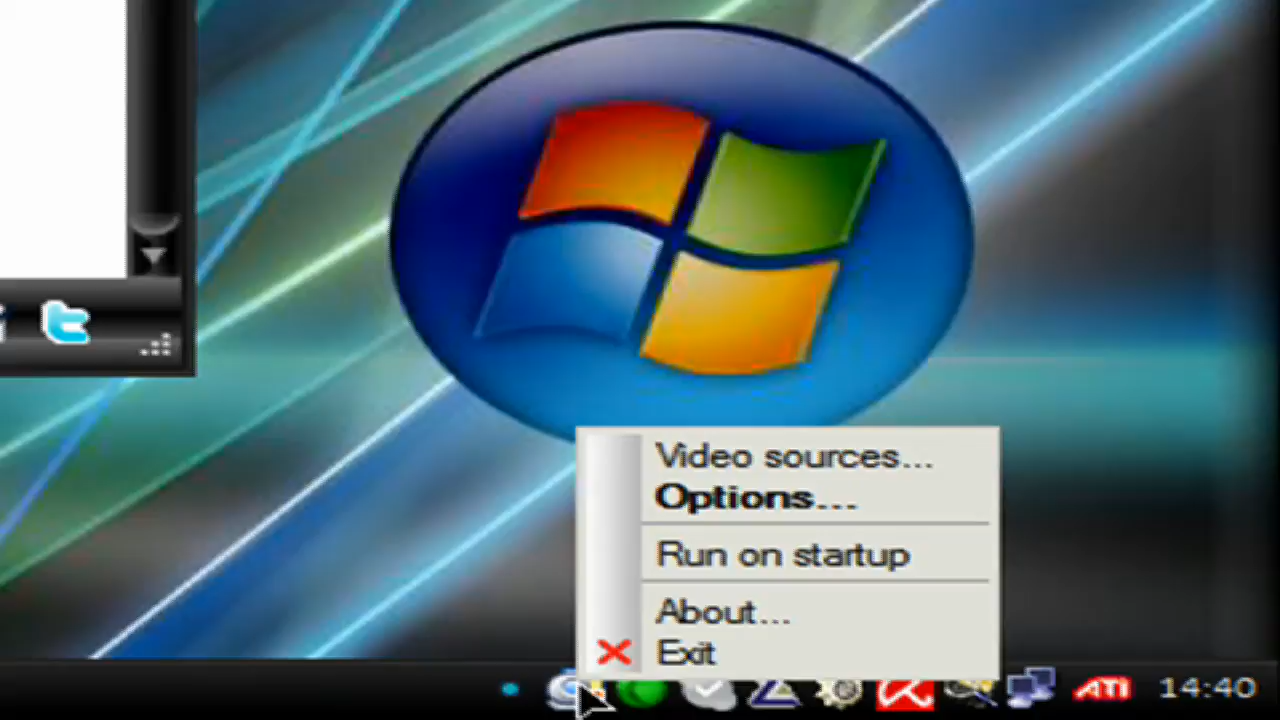 Video sources...
Options...
Run on startup
About...
Exit
ATI 14:40